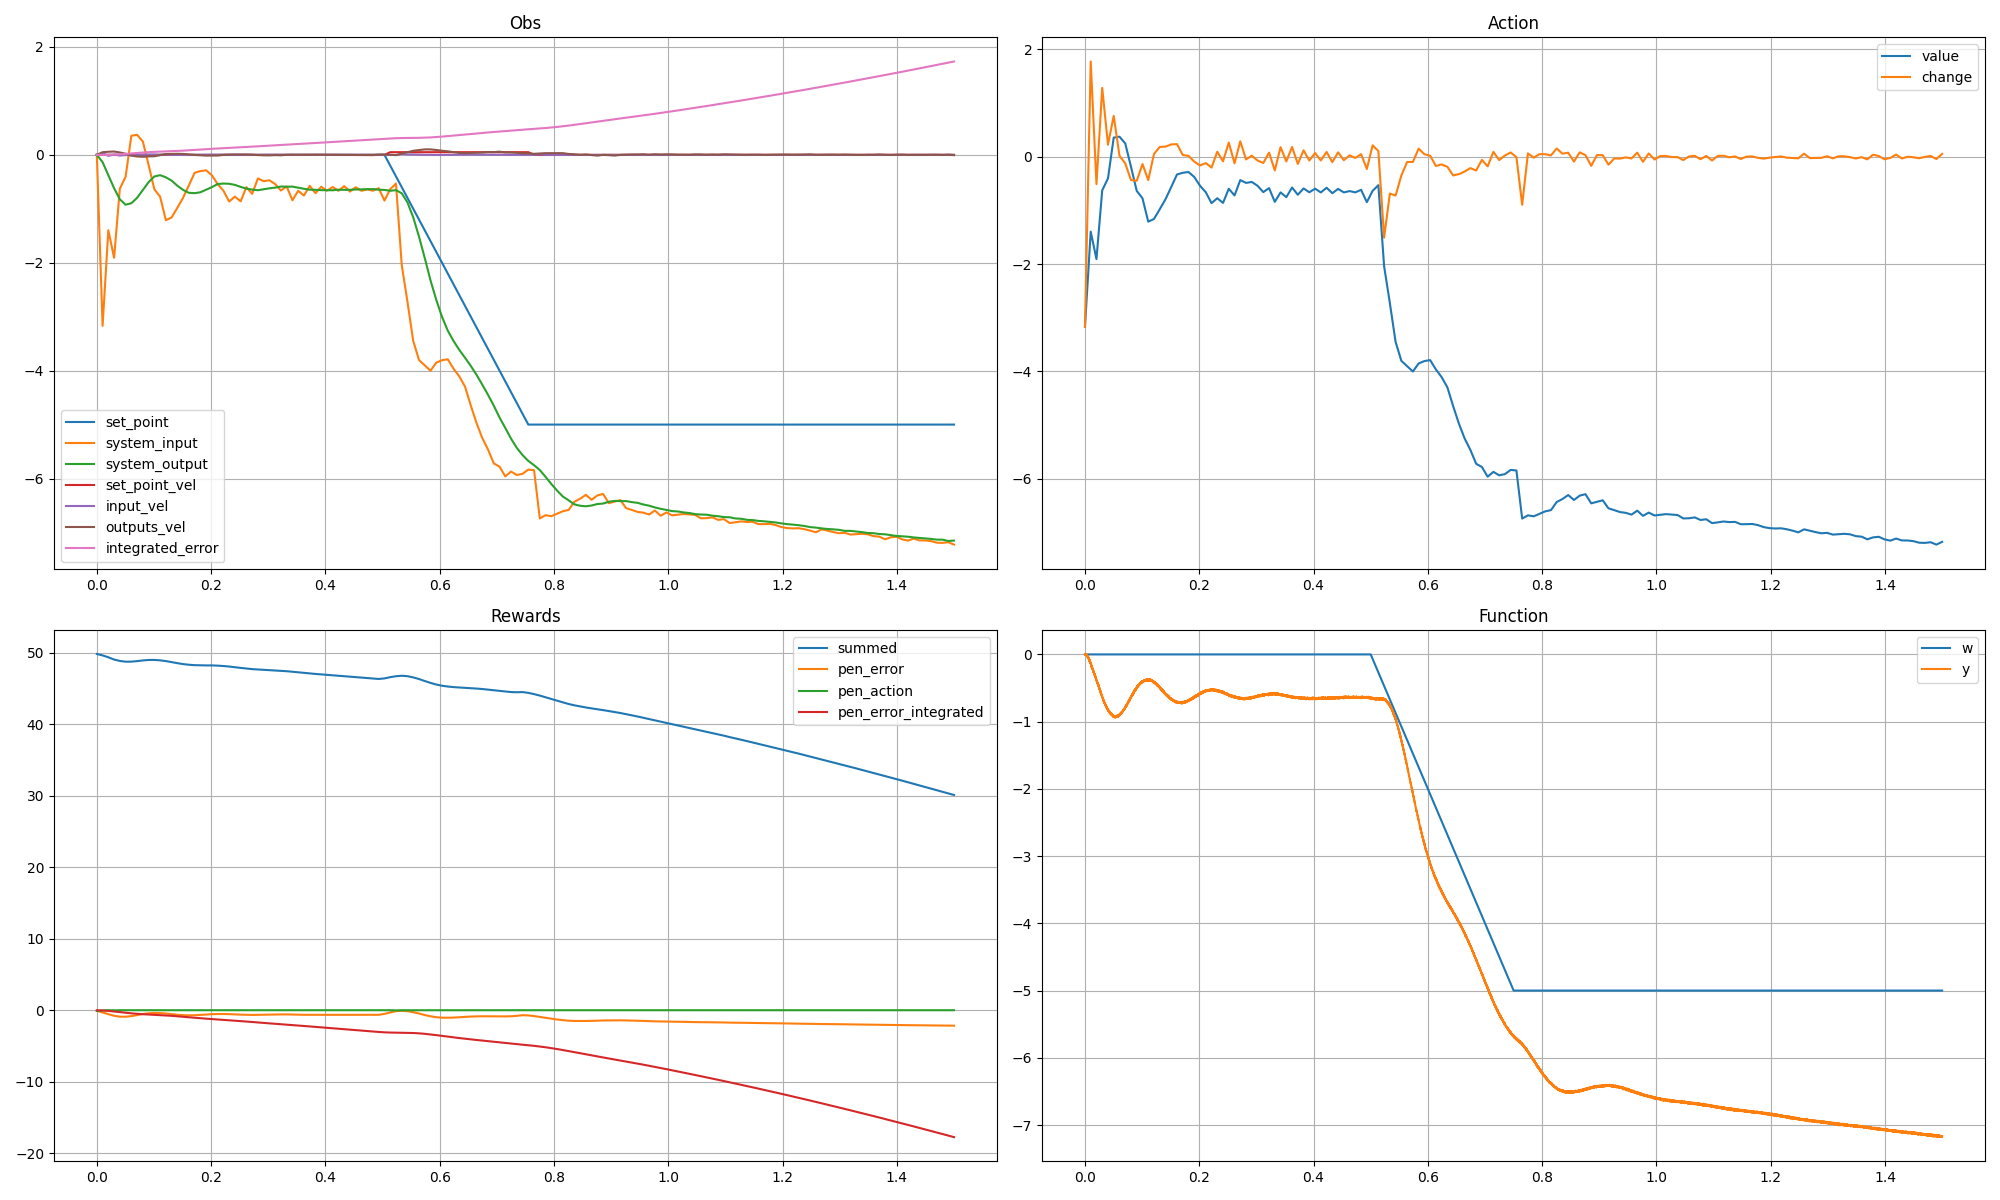 Obs
2
0
−2
−4
−6
set_point
system_input
system_output
set_point_vel
input_vel
outputs_vel
integrated_error
0.0 0.2 0.4 0.6 0.8 1.0 1.2 1.4
Action
2
0
−2
−4
−6
value
change
0.0 0.2 0.4 0.6 0.8 1.0 1.2 1.4
Rewards
50
40
30
20
10
0
−10
−20
summed
pen_error
pen_action
pen_error_integrated
0.0 0.2 0.4 0.6 0.8 1.0 1.2 1.4
Function
0
−1
−2
−3
−4
−5
−6
−7
w
y
0.0 0.2 0.4 0.6 0.8 1.0 1.2 1.4